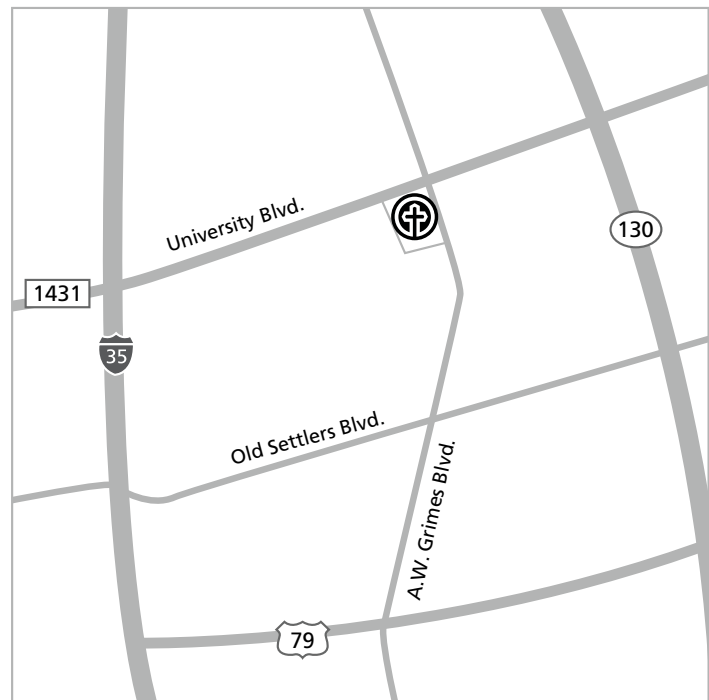 University Blvd.
130
1431
35
Old Settlers Blvd.
A.W. Grimes Blvd.
79